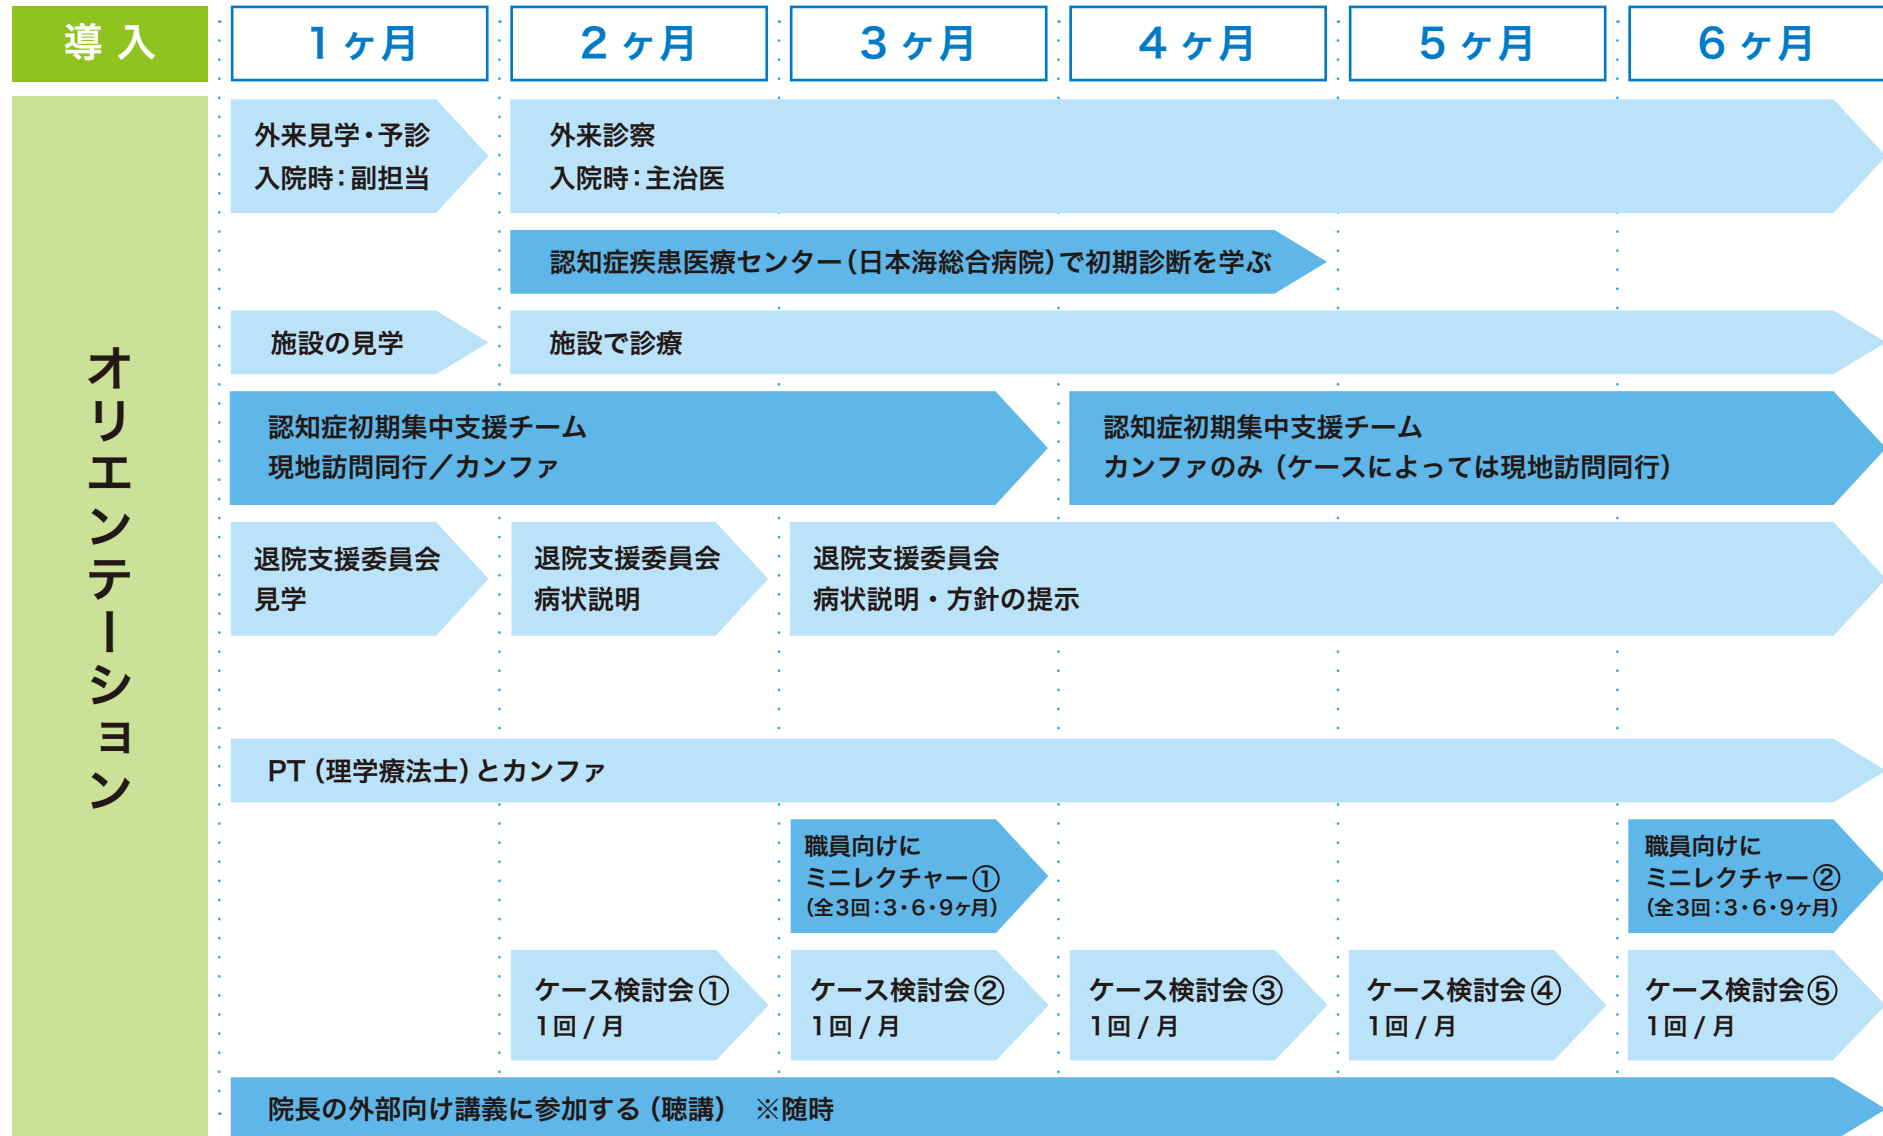 導入
1ヶ月
2ヶ月
3ヶ月
4ヶ月
5ヶ月
6ヶ月
オリエンテーション
外来見学・予診
入院時：副担当
外来診察
入院時：主治医
認知症疾患医療センター（日本海総合病院）で初期診断を学ぶ
施設の見学
施設で診療
認知症初期集中支援チーム
現地訪問同行／カンファ
認知症初期集中支援チーム
カンファのみ（ケースによっては現地訪問同行）
退院支援委員会
見学
退院支援委員会
病状説明
退院支援委員会
病状説明・方針の提示
PT（理学療法士）とカンファ
職員向けに
ミニレクチャー①
（全3回：3・6・9ヶ月）
職員向けに
ミニレクチャー②
（全3回：3・6・9ヶ月）
ケース検討会①
1回 / 月
ケース検討会②
1回 / 月
ケース検討会③
1回 / 月
ケース検討会④
1回 / 月
ケース検討会⑤
1回 / 月
院長の外部向け講義に参加する（聴講） ※随時